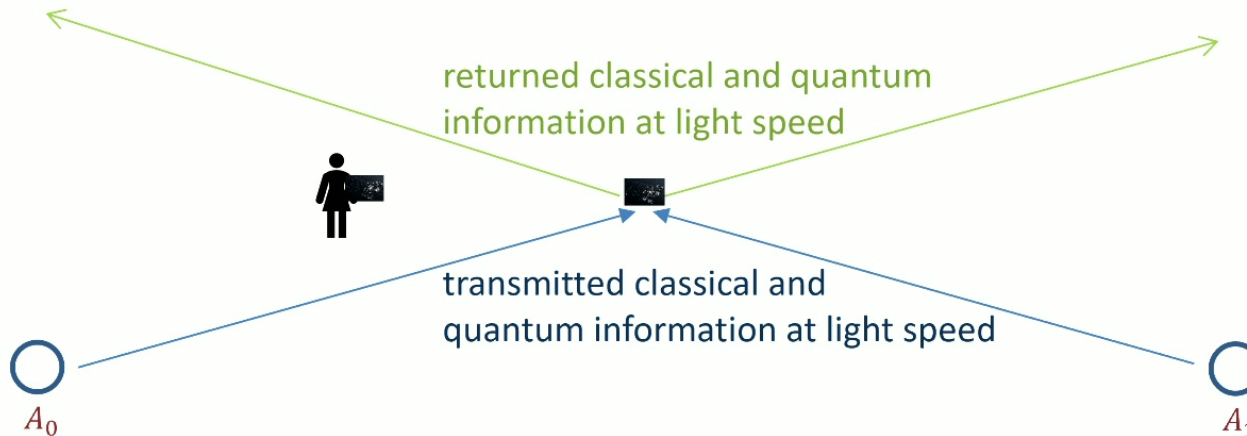 returned classical and quantum
information at light speed
transmitted classical and
quantum information at light speed
A₀
A